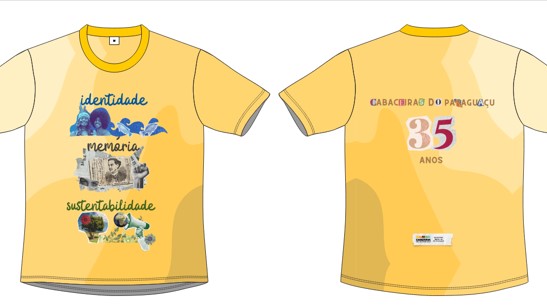 identidade
memória
sustentabilidade
CABACEIRAS DO PARAGUAÇU
35
ANOS